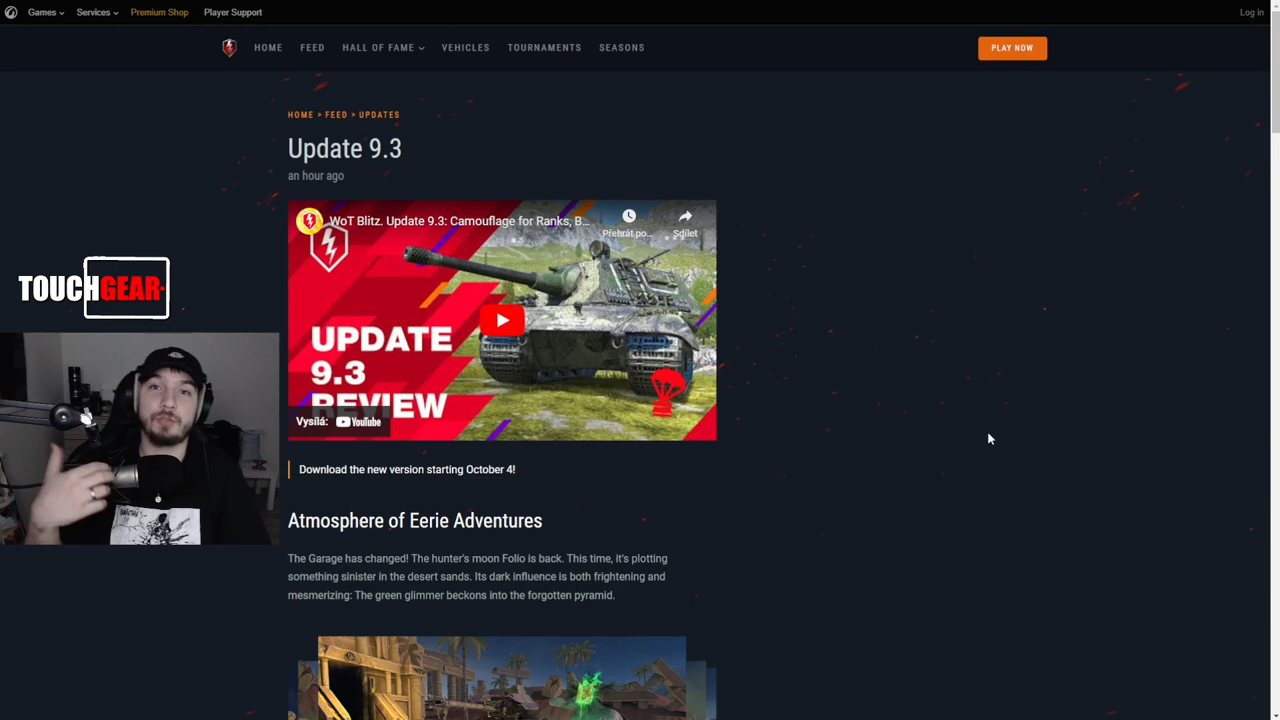 Games
Services
Premium Shop
Player Support
Log in
HOME
FEED
HALL OF FAME
VEHICLES
TOURNAMENTS
SEASONS
PLAY NOW
HOME > FEED > UPDATES
Update 9.3
an hour ago
WoT Blitz. Update 9.3: Camouflage for Ranks, B...
Přehrát po...
Sdílet
UPDATE
9.3
REVIEW
Vysílá: YouTube
TOUCHGEAR
Download the new version starting October 4!
Atmosphere of Eerie Adventures
The Garage has changed! The hunter's moon Folio is back. This time, it's plotting
something sinister in the desert sands. Its dark influence is both frightening and
mesmerizing: The green glimmer beckons into the forgotten pyramid.